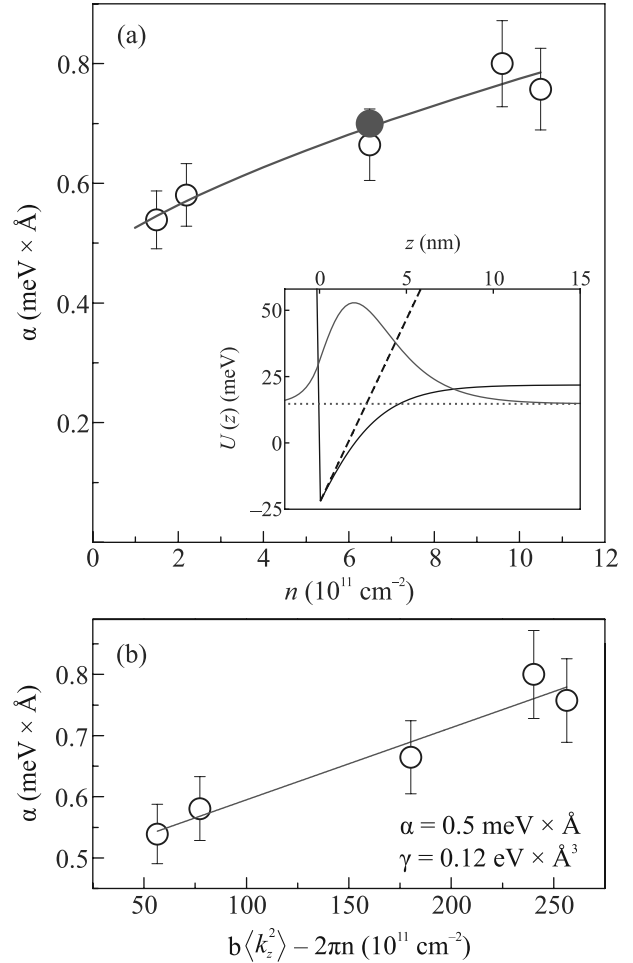 (a)
0.8
0.6
0.4
0.2
0
α (meV × Å)
0 2 4 6 8 10 12
n (10¹¹ cm⁻²)
z (nm)
0 5 10 15
50
25
0
−25
U (z) (meV)
(b)
0.8
0.7
0.6
0.5
α (meV × Å)
α = 0.5 meV × Å
γ = 0.12 eV × Å³
50 100 150 200 250
b⟨k_z²⟩ − 2πn (10¹¹ cm⁻²)